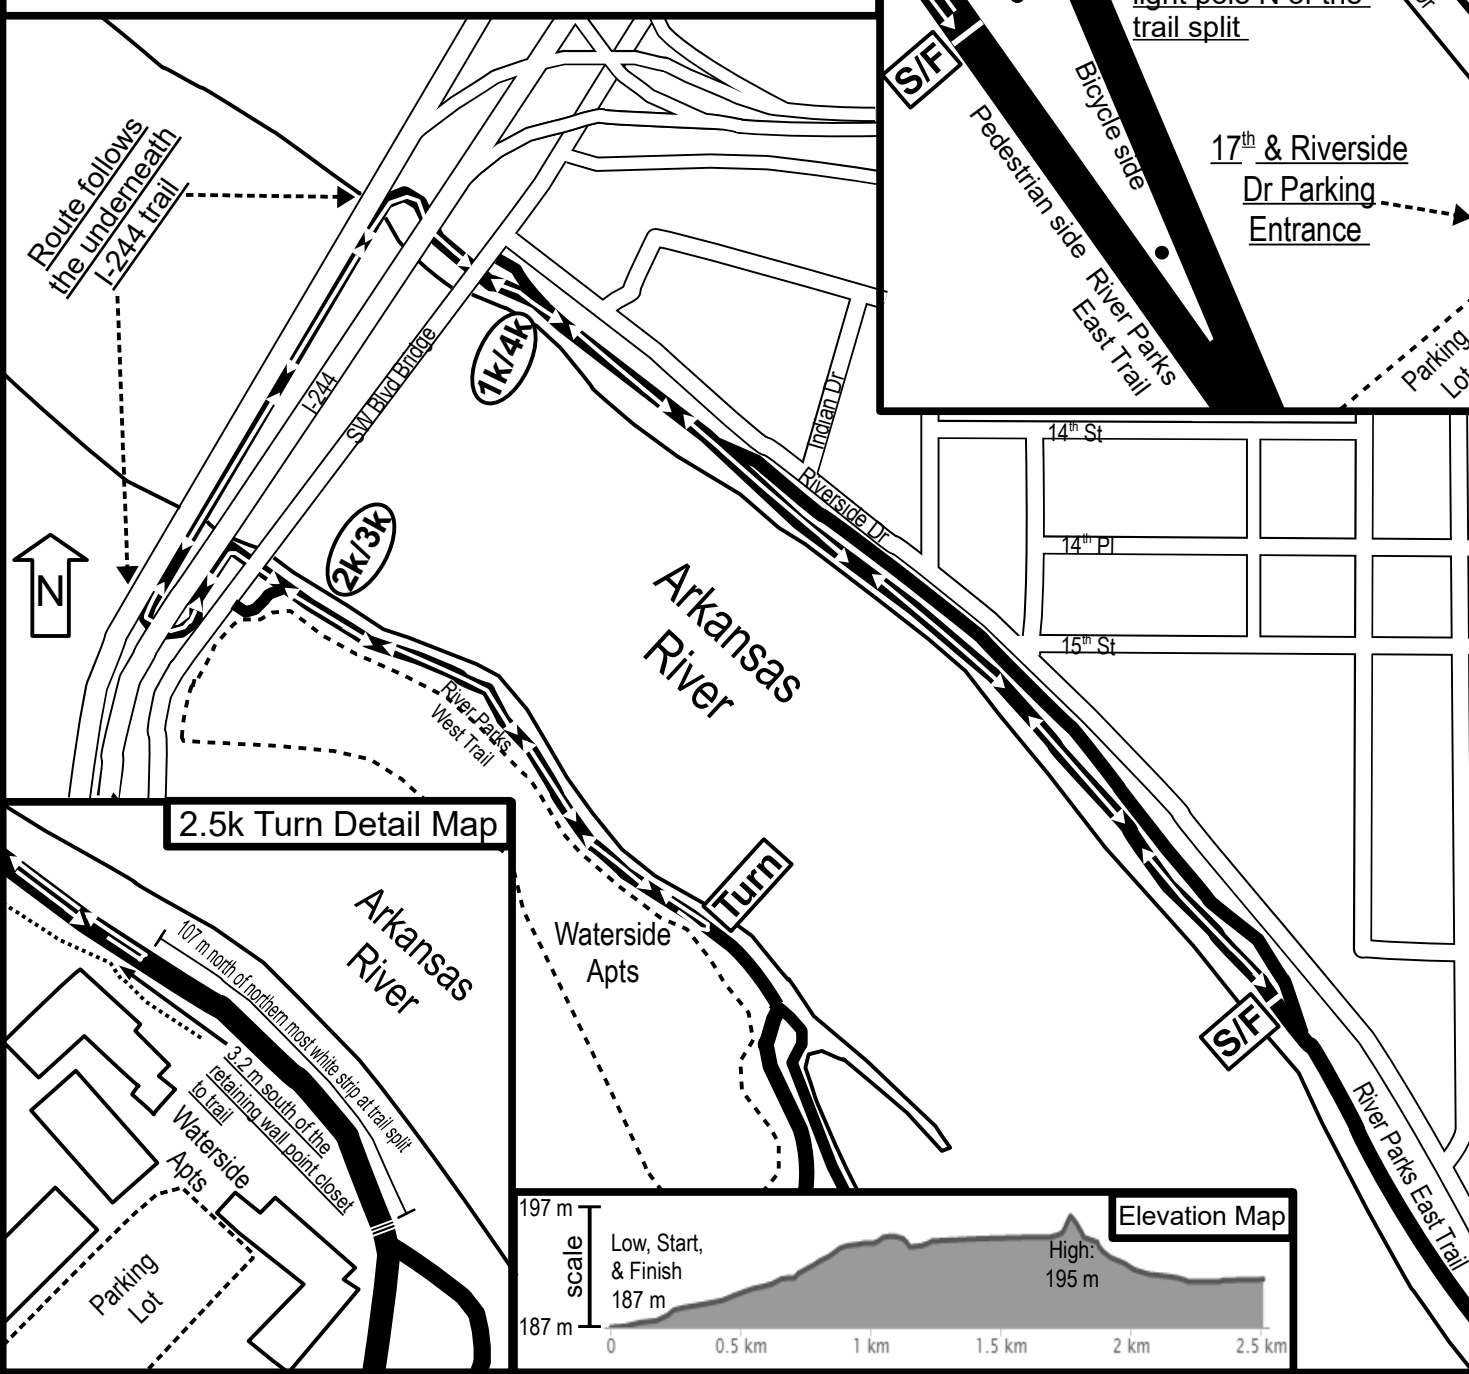 light pole N of the
trail split
S/F
Bicycle side
Pedestrian side
River Parks
East Trail
17th & Riverside
Dr Parking
Entrance
Parking
Lot
Route follows
the underneath
I-244 trail
I-244
SW Blvd Bridge
1k/4k
2k/3k
N
Indian Dr
Riverside Dr
14th St
14th Pl
15th St
Arkansas
River
River Parks
West Trail
Turn
Waterside
Apts
S/F
River Parks East Trail
2.5k Turn Detail Map
Arkansas
River
107 m north of northern most white strip at trail split
3.2 m south of the
retaining wall point closet
to trail
Waterside
Apts
Parking
Lot
Elevation Map
197 m
scale
187 m
Low, Start,
& Finish
187 m
High:
195 m
0
0.5 km
1 km
1.5 km
2 km
2.5 km